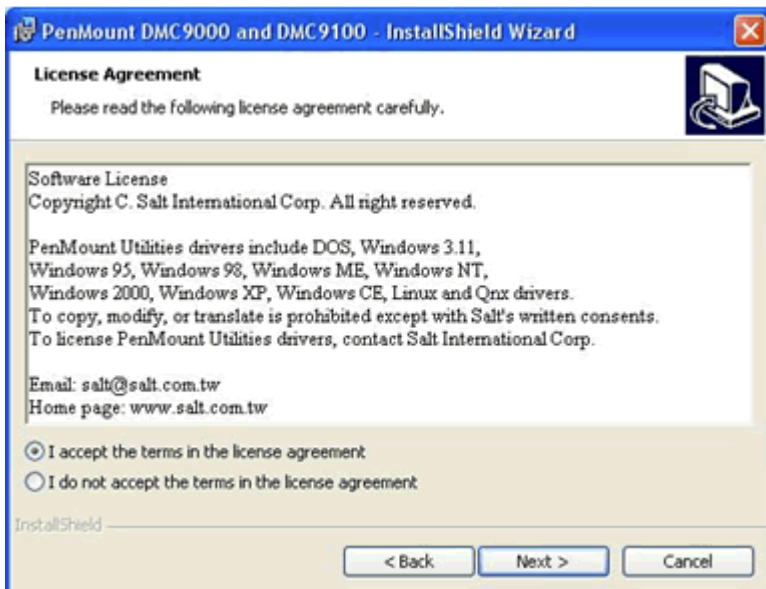 PenMount DMC9000 and DMC9100 - InstallShield Wizard
License Agreement
Please read the following license agreement carefully.
Software License
Copyright C. Salt International Corp. All right reserved.
PenMount Utilities drivers include DOS, Windows 3.11,
Windows 95, Windows 98, Windows ME, Windows NT,
Windows 2000, Windows XP, Windows CE, Linux and Qnx drivers.
To copy, modify, or translate is prohibited except with Salt's written consents.
To license PenMount Utilities drivers, contact Salt International Corp.
Email: salt@salt.com.tw
Home page: www.salt.com.tw
I accept the terms in the license agreement
I do not accept the terms in the license agreement
InstallShield
< Back
Next >
Cancel